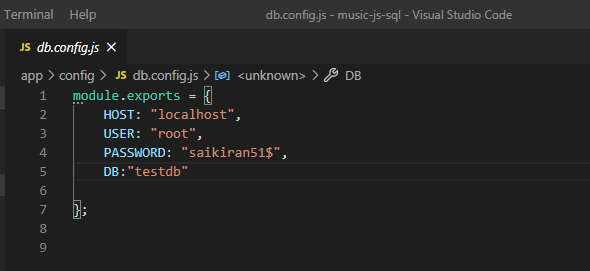 Terminal Help db.config.js - music-js-sql - Visual Studio Code
JS db.config.js ×
app > config > JS db.config.js > <unknown> > DB
1 module.exports = {
2 HOST: "localhost",
3 USER: "root",
4 PASSWORD: "saikiran51$",
5 DB:"testdb"
6
7 };
8
9